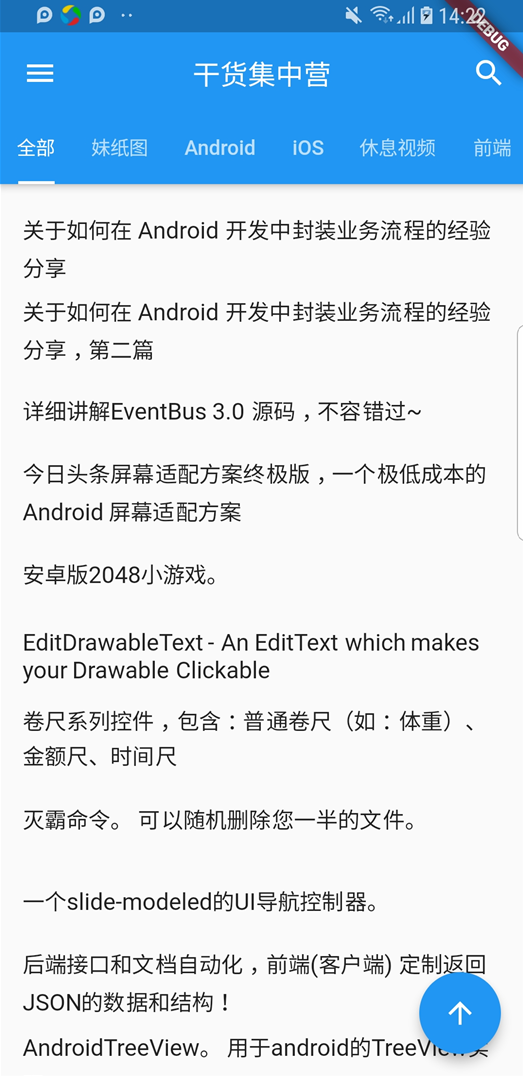 14:22
DEBUG
干货集中营
全部 妹纸图 Android iOS 休息视频 前端
关于如何在 Android 开发中封装业务流程的经验
分享
关于如何在 Android 开发中封装业务流程的经验
分享，第二篇
详细讲解EventBus 3.0 源码，不容错过~
今日头条屏幕适配方案终极版，一个极低成本的
Android 屏幕适配方案
安卓版2048小游戏。
EditDrawableText - An EditText which makes
your Drawable Clickable
卷尺系列控件，包含：普通卷尺（如：体重）、
金额尺、时间尺
灭霸命令。 可以随机删除您一半的文件。
一个slide-modeled的UI导航控制器。
后端接口和文档自动化，前端(客户端) 定制返回
JSON的数据和结构！
AndroidTreeView。 用于android的TreeView实